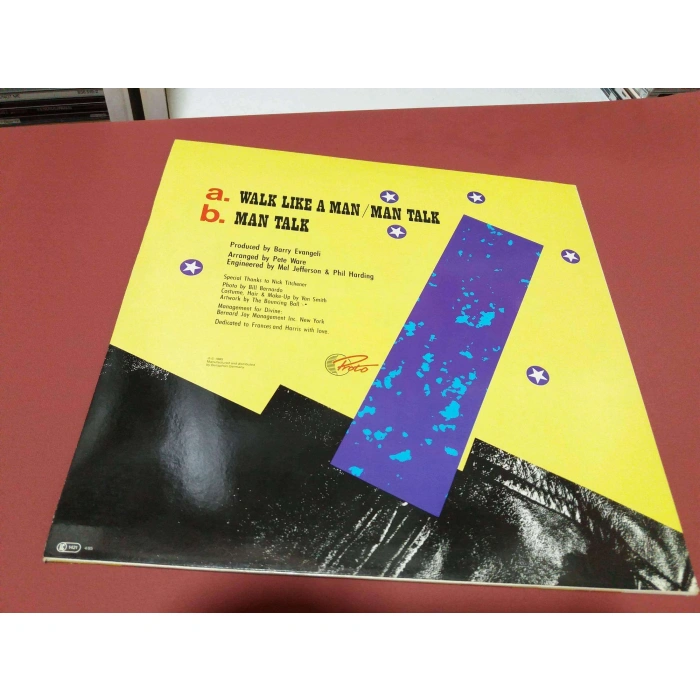 a. WALK LIKE A MAN/MAN TALK
b. MAN TALK
Produced by Barry Evangeli
Arranged by Pete Ware
Engineered by Mel Jefferson & Phil Harding
Special Thanks to Nick Titchener
Photo by Bill Bernardo
Costume, Hair & Make-Up by Van Smith
Artwork by The Bouncing Ball
Management for Divine:
Bernard Jay Management Inc. New York
Dedicated to Frances and Harris with love.
Proto